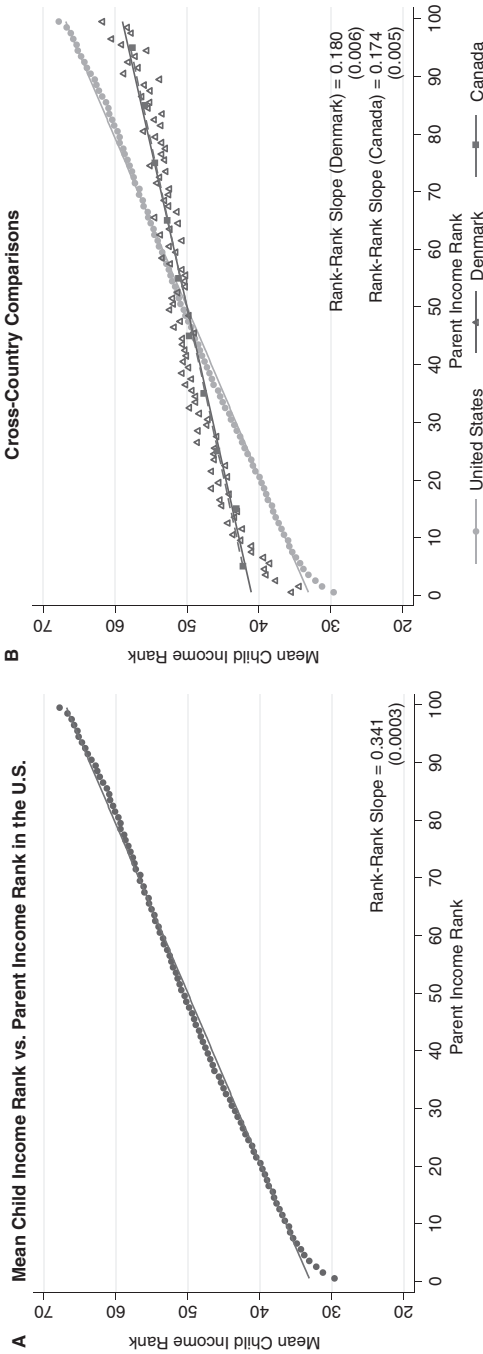 A
Mean Child Income Rank vs. Parent Income Rank in the U.S.
Mean Child Income Rank
70
60
50
40
30
20
0 10 20 30 40 50 60 70 80 90 100
Parent Income Rank
Rank-Rank Slope = 0.341
(0.0003)
B
Cross-Country Comparisons
Mean Child Income Rank
70
60
50
40
30
20
0 10 20 30 40 50 60 70 80 90 100
Parent Income Rank
Rank-Rank Slope (Denmark) = 0.180
(0.006)
Rank-Rank Slope (Canada) = 0.174
(0.005)
United States Denmark Canada